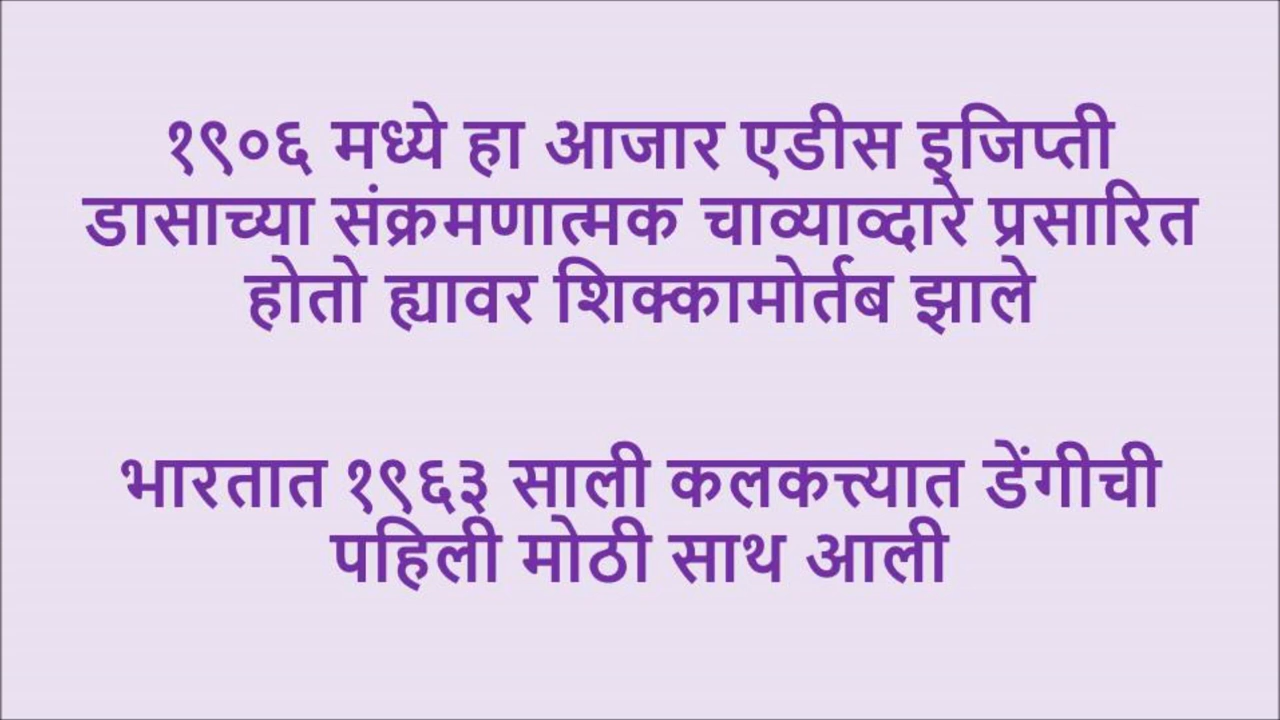 १९०६ मध्ये हा आजार एडीस इजिप्ती
डासाच्या संक्रमणात्मक चाव्याव्दारे प्रसारित
होतो ह्यावर शिक्कामोर्तब झाले
भारतात १९६३ साली कलकत्त्यात डेंगीची
पहिली मोठी साथ आली